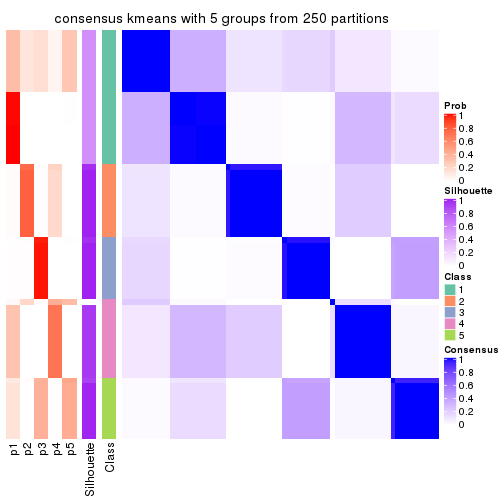 consensus kmeans with 5 groups from 250 partitions
Prob
1
0.8
0.6
0.4
0.2
0
Silhouette
1
0.8
0.6
0.4
0.2
0
Class
1
2
3
4
5
Consensus
1
0.8
0.6
0.4
0.2
0
p1
p2
p3
p4
p5
Silhouette
Class